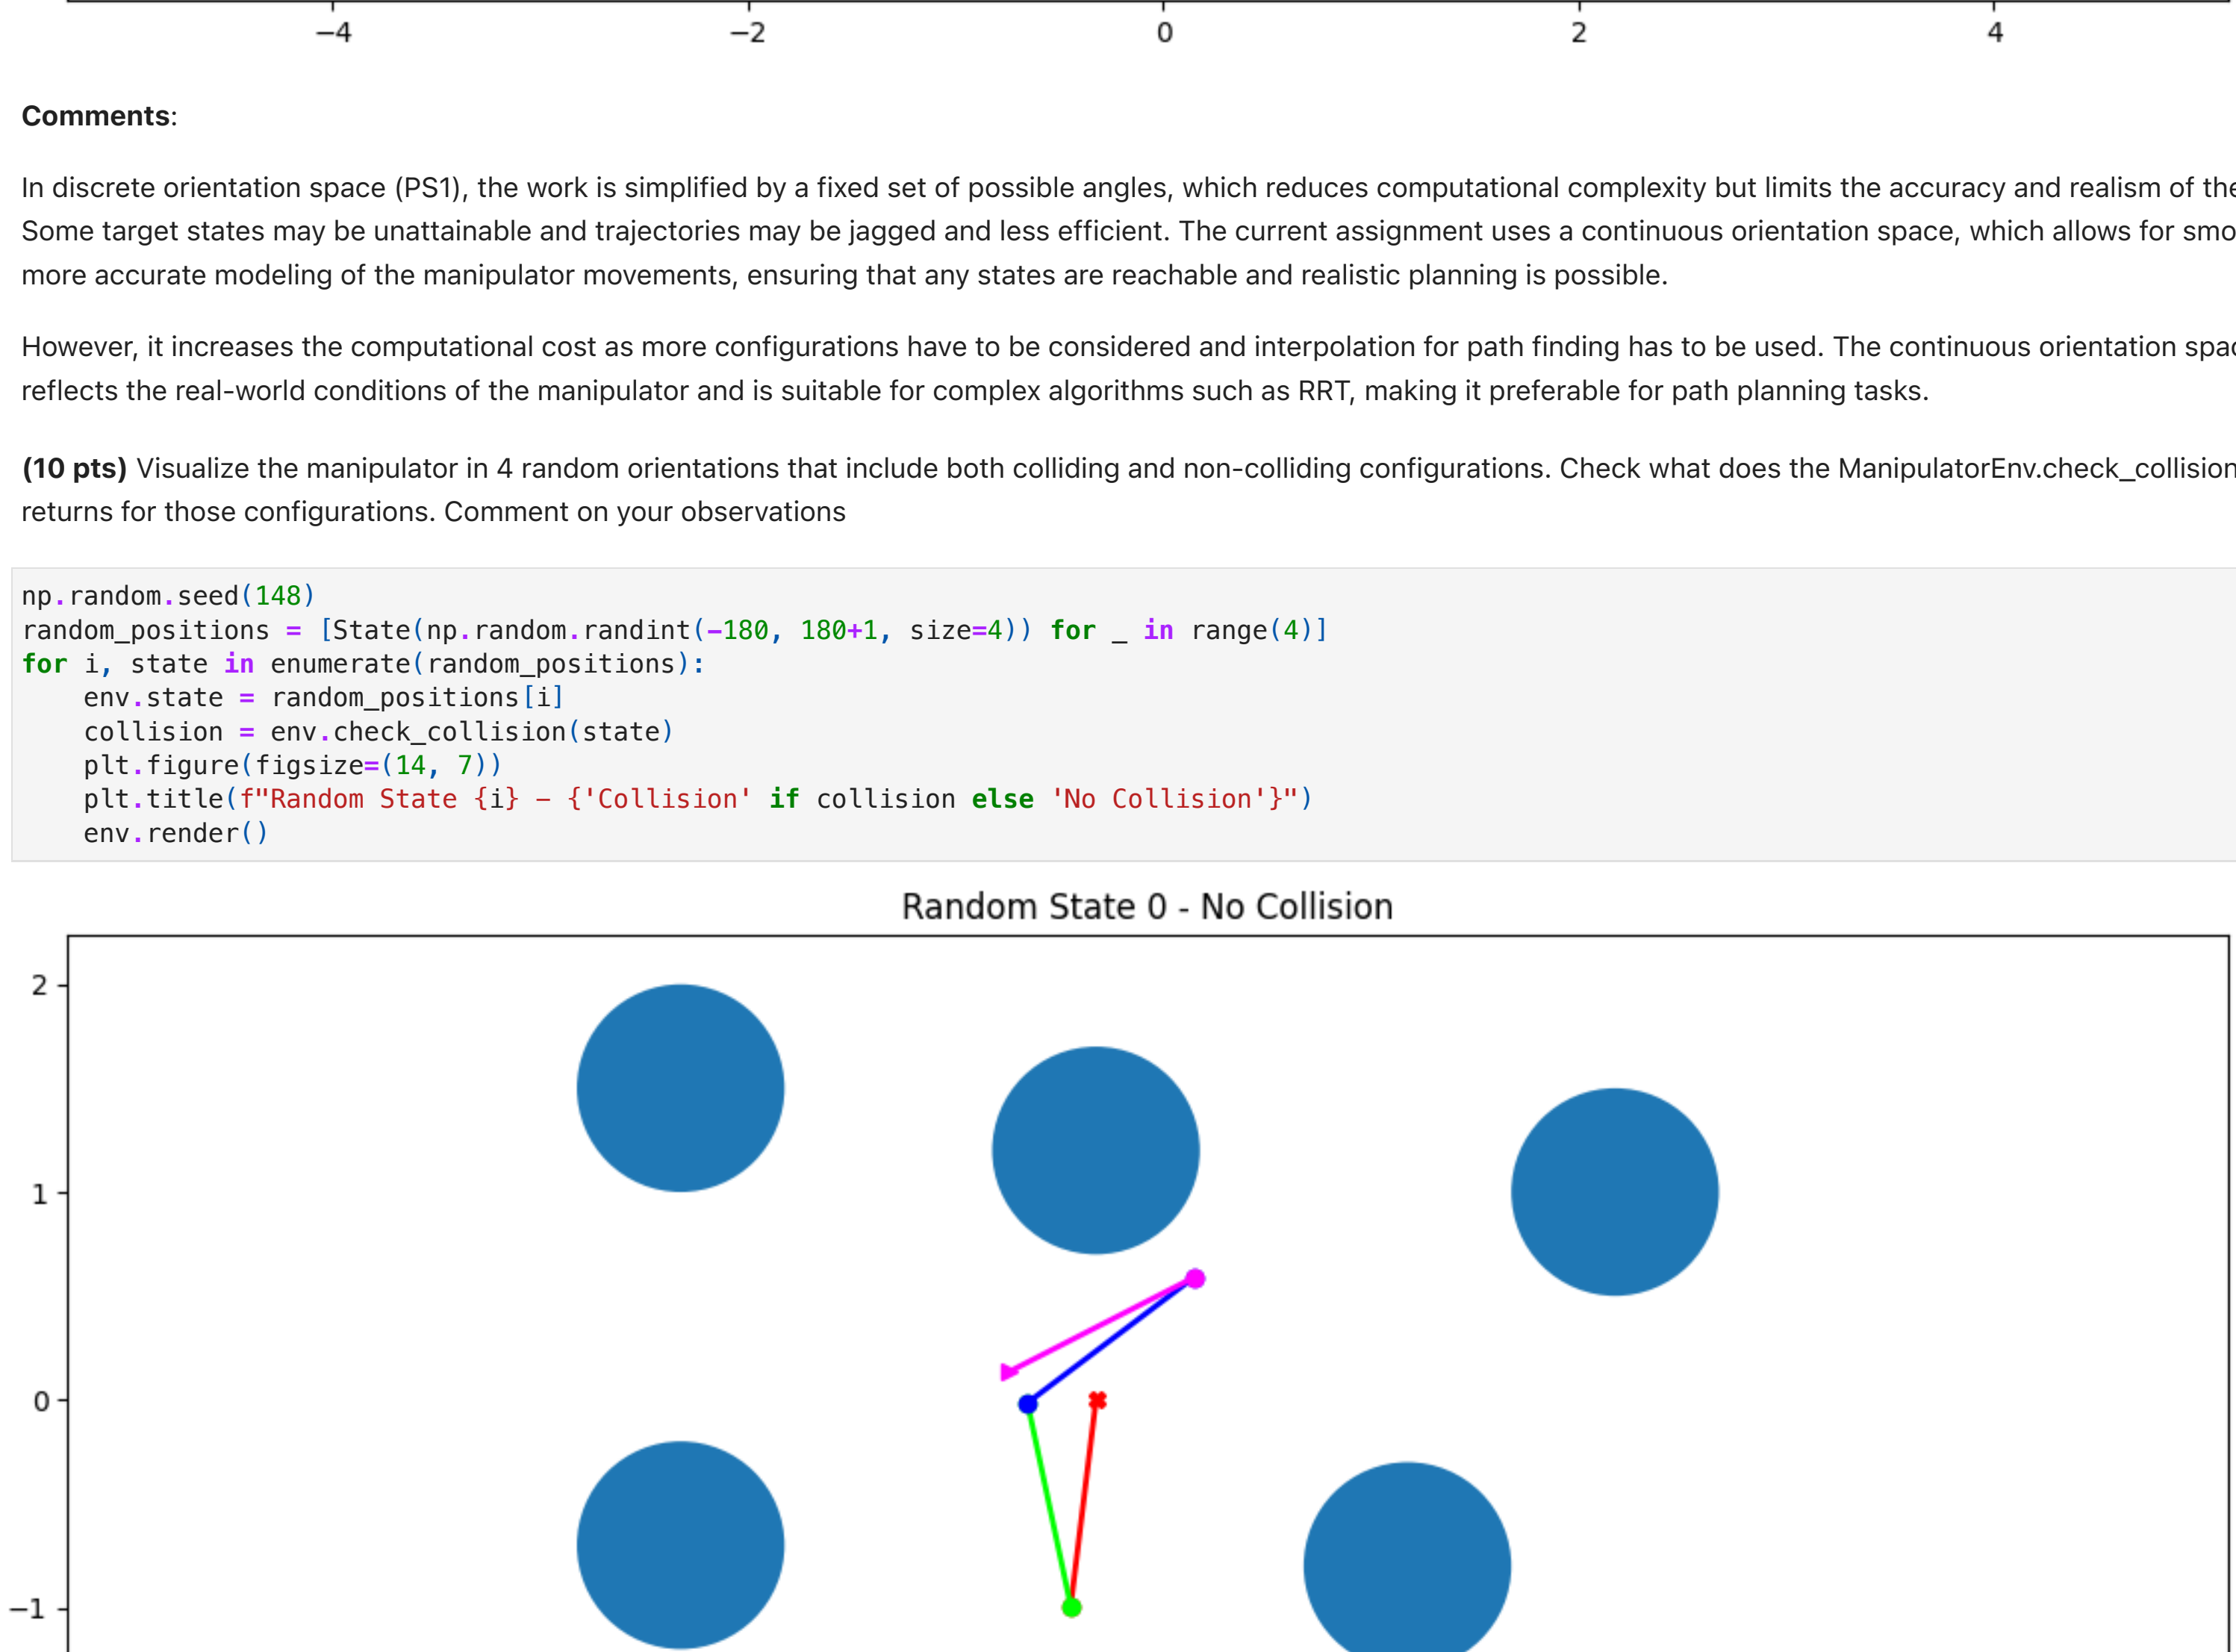 −4 −2 0 2 4
Comments:
In discrete orientation space (PS1), the work is simplified by a fixed set of possible angles, which reduces computational complexity but limits the accuracy and realism of the
Some target states may be unattainable and trajectories may be jagged and less efficient. The current assignment uses a continuous orientation space, which allows for smo
more accurate modeling of the manipulator movements, ensuring that any states are reachable and realistic planning is possible.
However, it increases the computational cost as more configurations have to be considered and interpolation for path finding has to be used. The continuous orientation spac
reflects the real-world conditions of the manipulator and is suitable for complex algorithms such as RRT, making it preferable for path planning tasks.
(10 pts) Visualize the manipulator in 4 random orientations that include both colliding and non-colliding configurations. Check what does the ManipulatorEnv.check_collision
returns for those configurations. Comment on your observations
np.random.seed(148)
random_positions = [State(np.random.randint(−180, 180+1, size=4)) for _ in range(4)]
for i, state in enumerate(random_positions):
    env.state = random_positions[i]
    collision = env.check_collision(state)
    plt.figure(figsize=(14, 7))
    plt.title(f"Random State {i} − {'Collision' if collision else 'No Collision'}")
    env.render()
Random State 0 - No Collision
2
1
0
−1